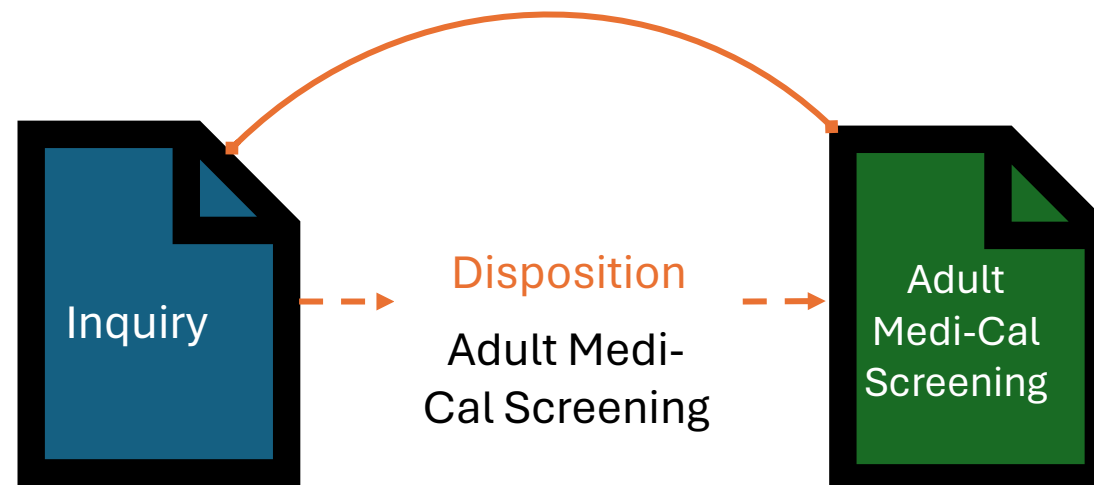 Inquiry
Disposition
Adult Medi-
Cal Screening
Adult
Medi-Cal
Screening